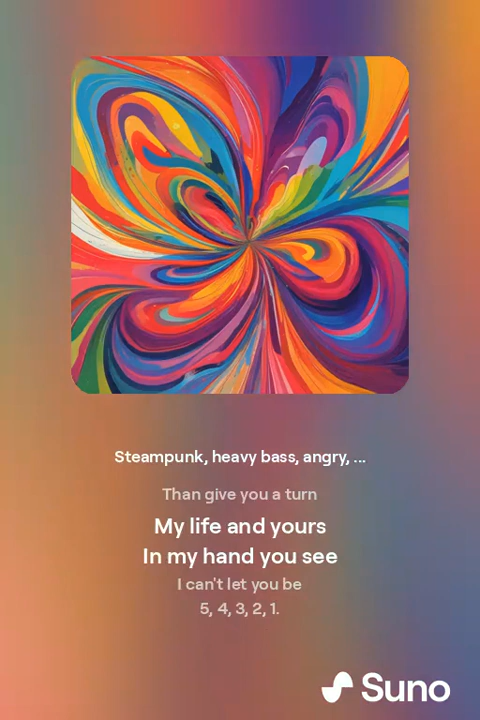 Steampunk, heavy bass, angry, ...
Than give you a turn
My life and yours
In my hand you see
I can't let you be
5, 4, 3, 2, 1.
Suno